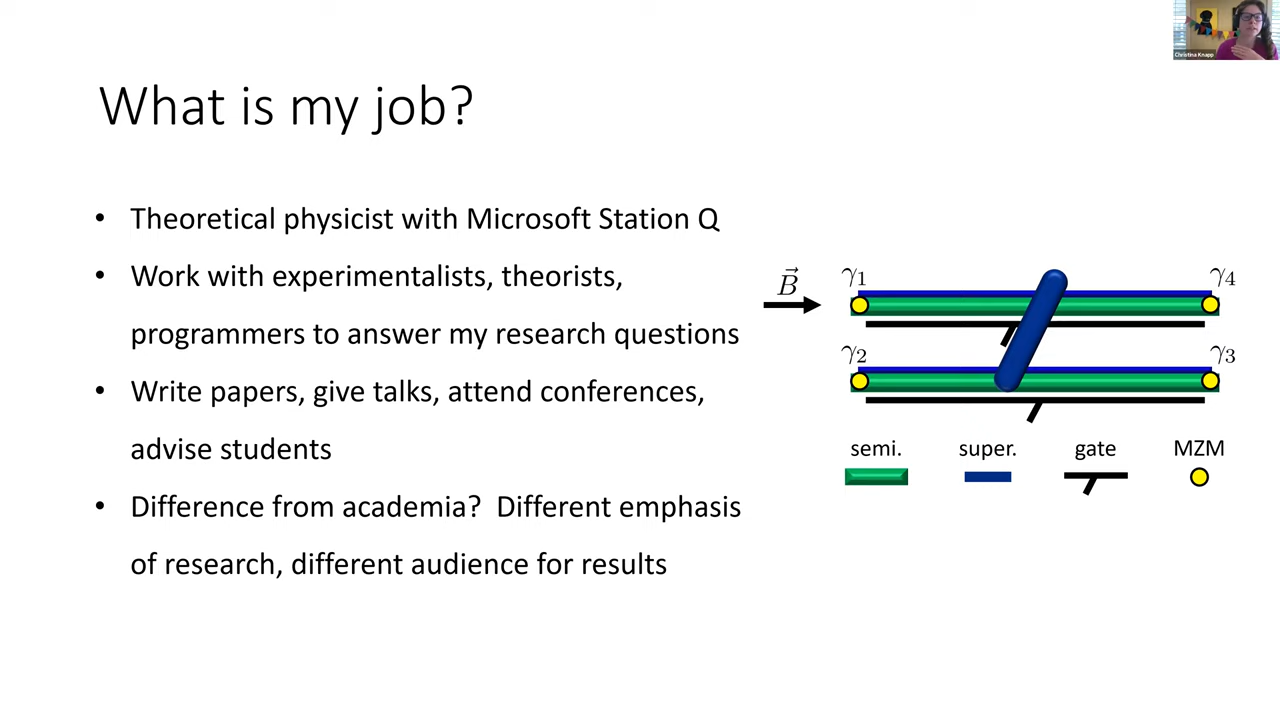 Christina Knapp
What is my job?
• Theoretical physicist with Microsoft Station Q
• Work with experimentalists, theorists,
programmers to answer my research questions
• Write papers, give talks, attend conferences,
advise students
• Difference from academia?  Different emphasis
of research, different audience for results
B⃗
γ1
γ4
γ2
γ3
semi.
super.
gate
MZM